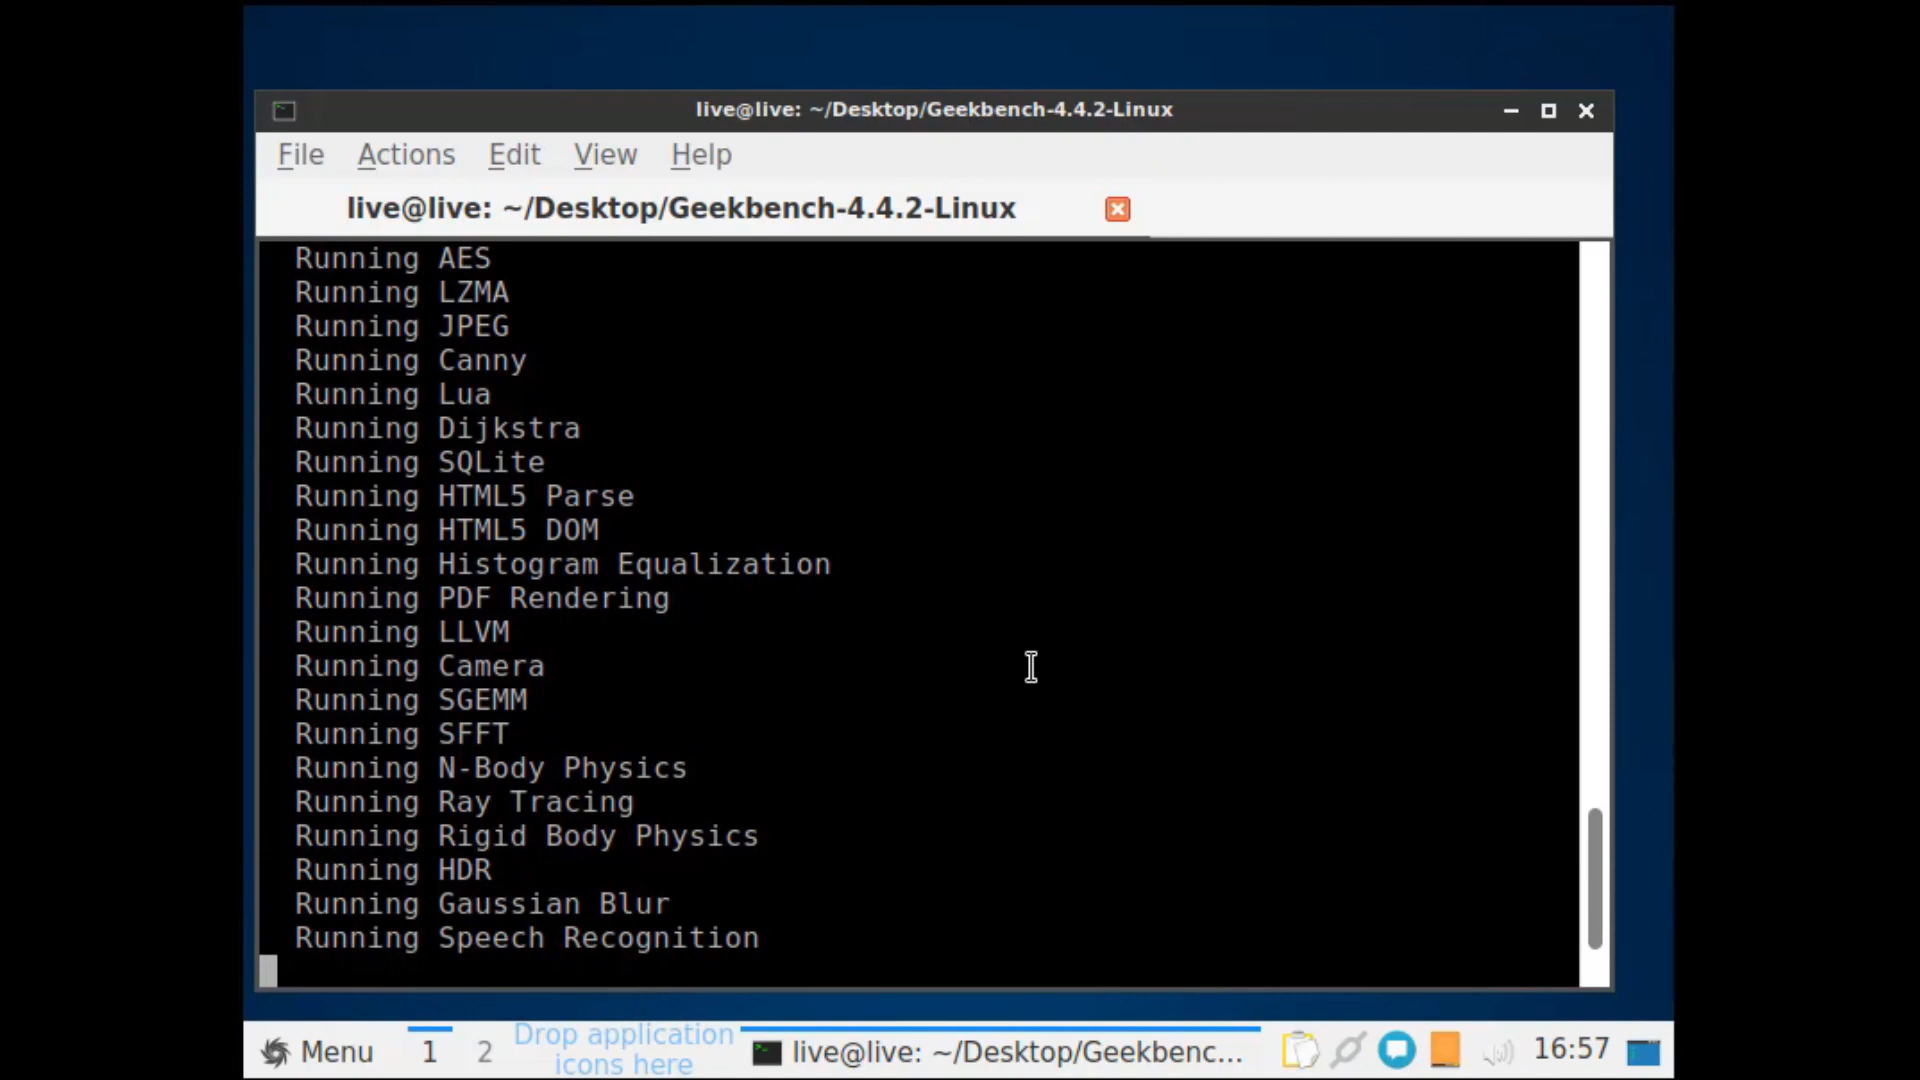 live@live: ~/Desktop/Geekbench-4.4.2-Linux
File Actions Edit View Help
live@live: ~/Desktop/Geekbench-4.4.2-Linux
Running AES
Running LZMA
Running JPEG
Running Canny
Running Lua
Running Dijkstra
Running SQLite
Running HTML5 Parse
Running HTML5 DOM
Running Histogram Equalization
Running PDF Rendering
Running LLVM
Running Camera
Running SGEMM
Running SFFT
Running N-Body Physics
Running Ray Tracing
Running Rigid Body Physics
Running HDR
Running Gaussian Blur
Running Speech Recognition
Menu 1 2 Drop application
icons here
live@live: ~/Desktop/Geekbenc... 16:57